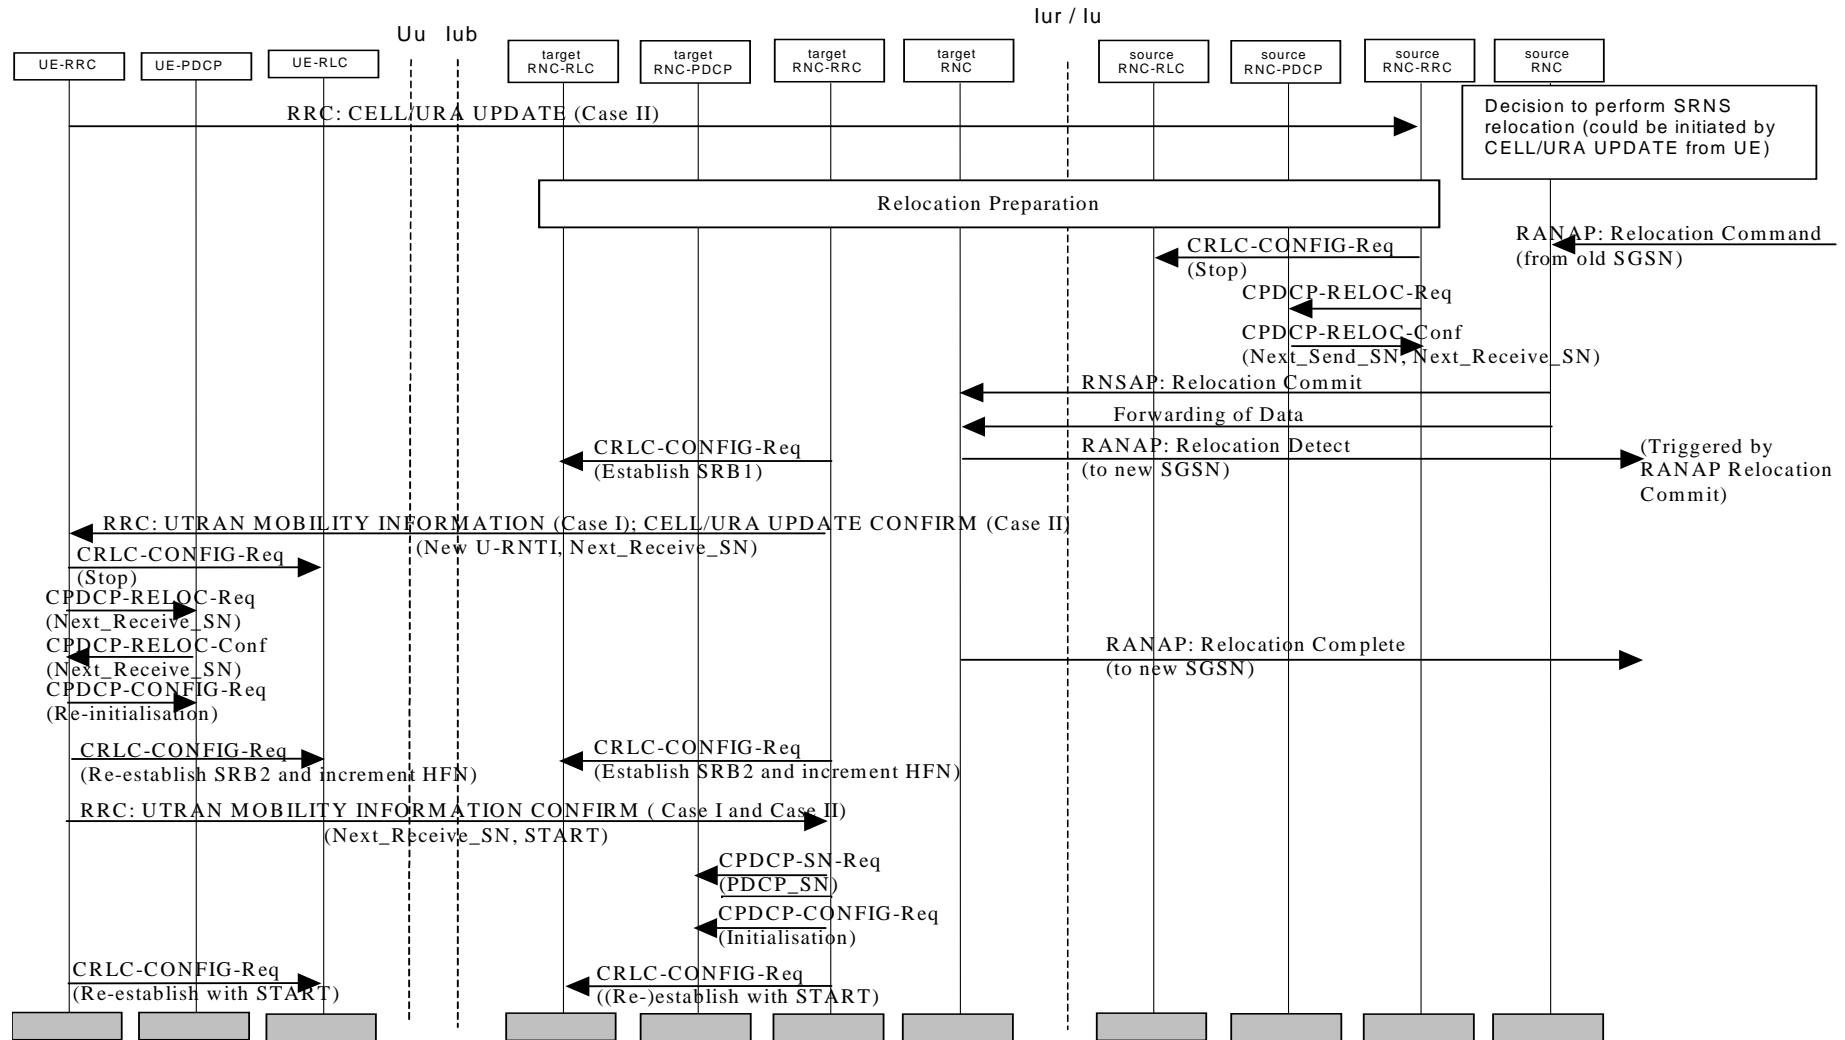 Iur / Iu
Uu Iub
UE-RRC
UE-PDCP
UE-RLC
target
RNC-RLC
target
RNC-PDCP
target
RNC-RRC
target
RNC
source
RNC-RLC
source
RNC-PDCP
source
RNC-RRC
source
RNC
RRC: CELL/URA UPDATE (Case II)
Decision to perform SRNS
relocation (could be initiated by
CELL/URA UPDATE from UE)
Relocation Preparation
RANAP: Relocation Command
(from old SGSN)
CRLC-CONFIG-Req
(Stop)
CPDCP-RELOC-Req
CPDCP-RELOC-Conf
(Next_Send_SN, Next_Receive_SN)
RNSAP: Relocation Commit
Forwarding of Data
CRLC-CONFIG-Req
(Establish SRB1)
RANAP: Relocation Detect
(to new SGSN)
(Triggered by
RANAP Relocation
Commit)
RRC: UTRAN MOBILITY INFORMATION (Case I); CELL/URA UPDATE CONFIRM (Case II)
(New U-RNTI, Next_Receive_SN)
CRLC-CONFIG-Req
(Stop)
CPDCP-RELOC-Req
(Next_Receive_SN)
CPDCP-RELOC-Conf
(Next_Receive_SN)
RANAP: Relocation Complete
(to new SGSN)
CPDCP-CONFIG-Req
(Re-initialisation)
CRLC-CONFIG-Req
(Re-establish SRB2 and increment HFN)
CRLC-CONFIG-Req
(Establish SRB2 and increment HFN)
RRC: UTRAN MOBILITY INFORMATION CONFIRM ( Case I and Case II)
(Next_Receive_SN, START)
CPDCP-SN-Req
(PDCP_SN)
CPDCP-CONFIG-Req
(Initialisation)
CRLC-CONFIG-Req
(Re-establish with START)
CRLC-CONFIG-Req
((Re-)establish with START)